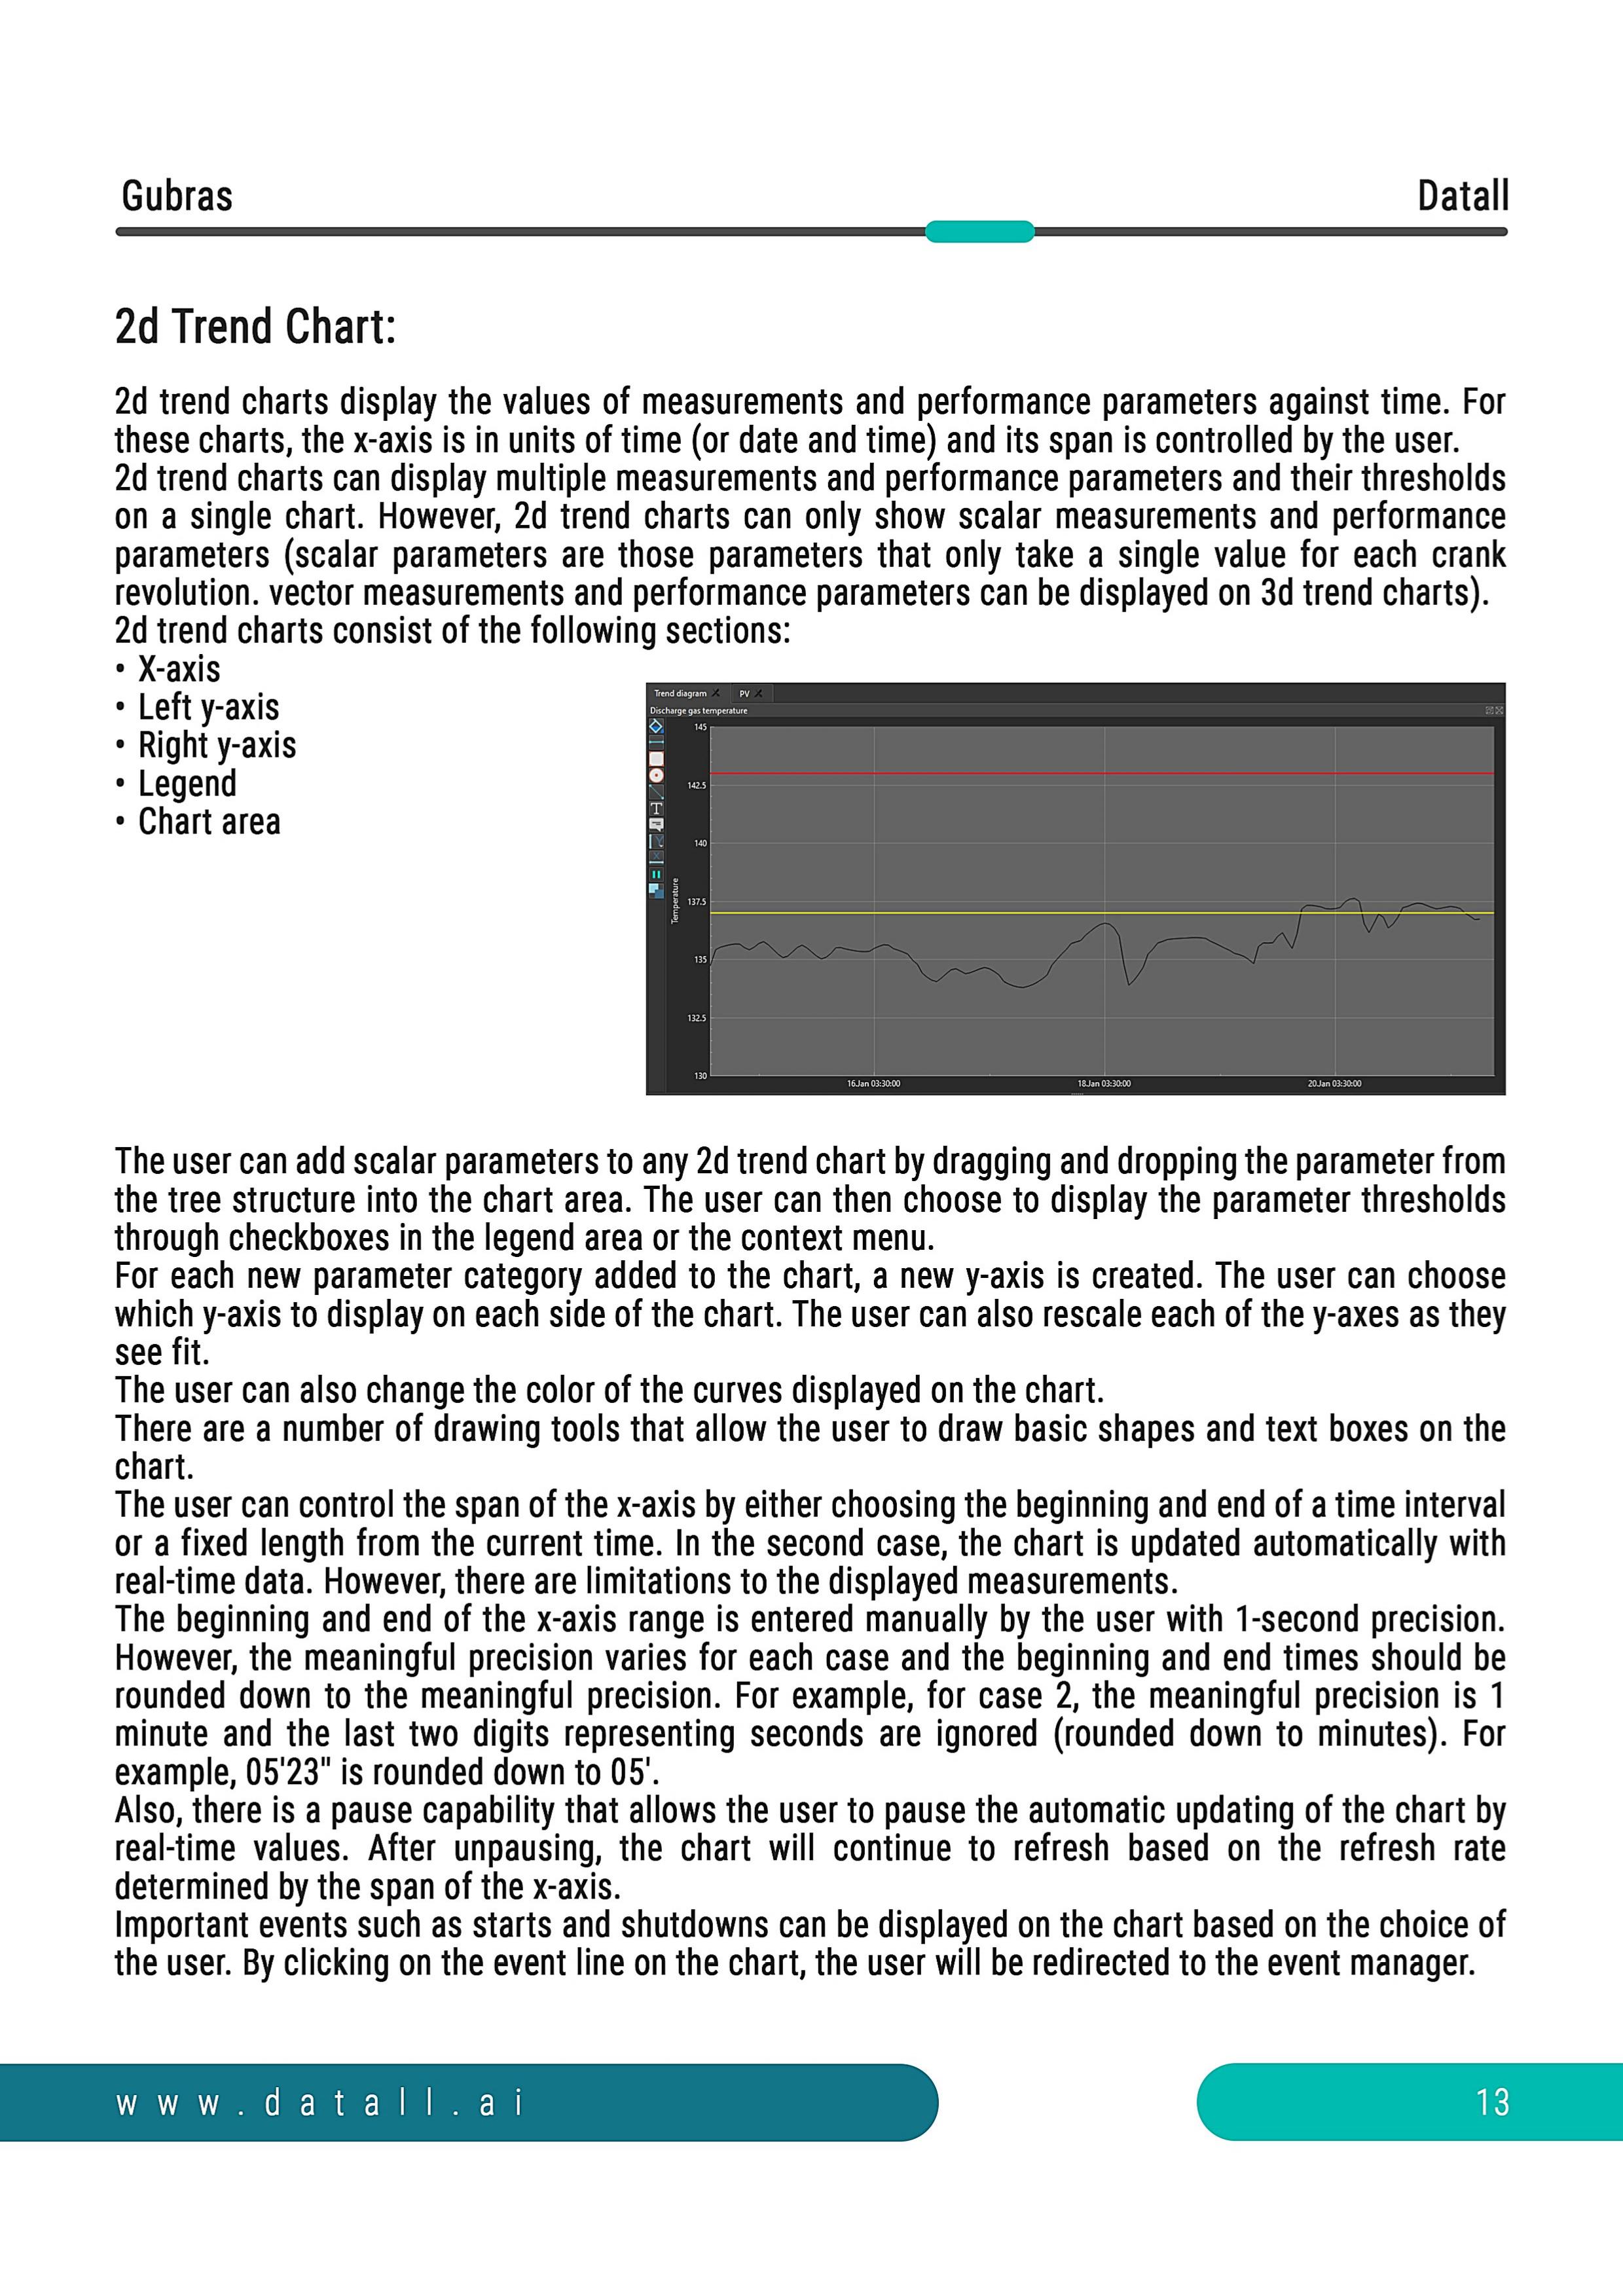 Gubras
Datall
2d Trend Chart:
2d trend charts display the values of measurements and performance parameters against time. For
these charts, the x-axis is in units of time (or date and time) and its span is controlled by the user.
2d trend charts can display multiple measurements and performance parameters and their thresholds
on a single chart. However, 2d trend charts can only show scalar measurements and performance
parameters (scalar parameters are those parameters that only take a single value for each crank
revolution. vector measurements and performance parameters can be displayed on 3d trend charts).
2d trend charts consist of the following sections:
• X-axis
• Left y-axis
• Right y-axis
• Legend
• Chart area
Trend diagram
PV
Discharge gas temperature
145
142.5
140
137.5
135
132.5
130
Temperature
16Jan 03:30:00
18Jan 03:30:00
20Jan 03:30:00
The user can add scalar parameters to any 2d trend chart by dragging and dropping the parameter from
the tree structure into the chart area. The user can then choose to display the parameter thresholds
through checkboxes in the legend area or the context menu.
For each new parameter category added to the chart, a new y-axis is created. The user can choose
which y-axis to display on each side of the chart. The user can also rescale each of the y-axes as they
see fit.
The user can also change the color of the curves displayed on the chart.
There are a number of drawing tools that allow the user to draw basic shapes and text boxes on the
chart.
The user can control the span of the x-axis by either choosing the beginning and end of a time interval
or a fixed length from the current time. In the second case, the chart is updated automatically with
real-time data. However, there are limitations to the displayed measurements.
The beginning and end of the x-axis range is entered manually by the user with 1-second precision.
However, the meaningful precision varies for each case and the beginning and end times should be
rounded down to the meaningful precision. For example, for case 2, the meaningful precision is 1
minute and the last two digits representing seconds are ignored (rounded down to minutes). For
example, 05'23" is rounded down to 05'.
Also, there is a pause capability that allows the user to pause the automatic updating of the chart by
real-time values. After unpausing, the chart will continue to refresh based on the refresh rate
determined by the span of the x-axis.
Important events such as starts and shutdowns can be displayed on the chart based on the choice of
the user. By clicking on the event line on the chart, the user will be redirected to the event manager.
www.datall.ai
13